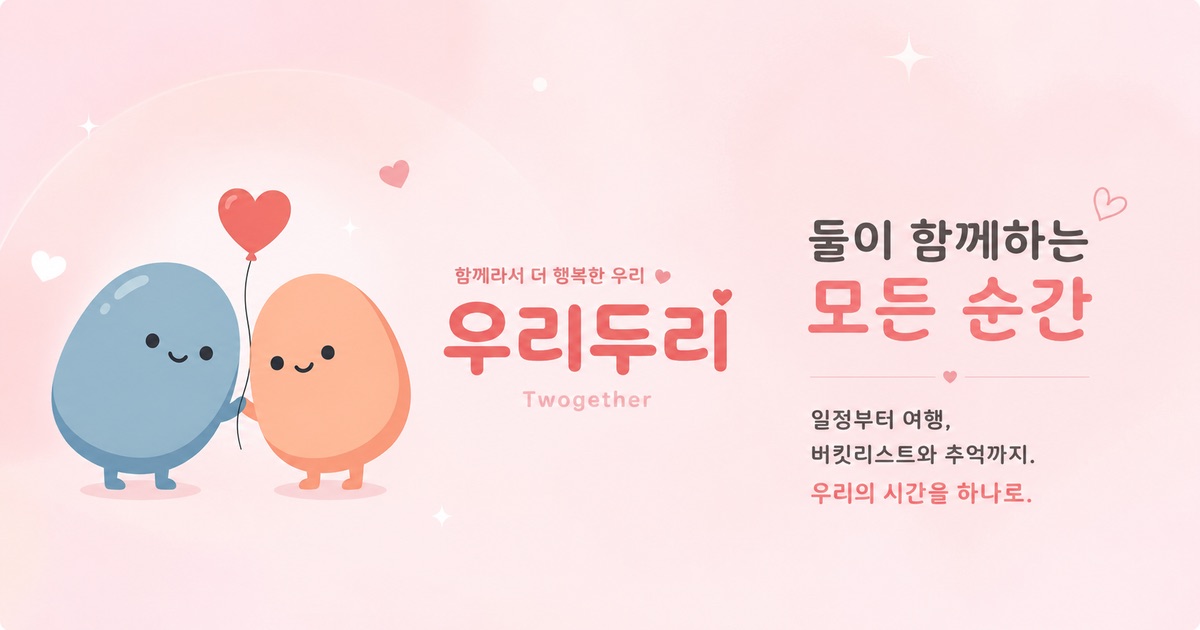 함께라서 더 행복한 우리
우리두리
Twogether
둘이 함께하는
모든 순간
일정부터 여행,
버킷리스트와 추억까지.
우리의 시간을 하나로.